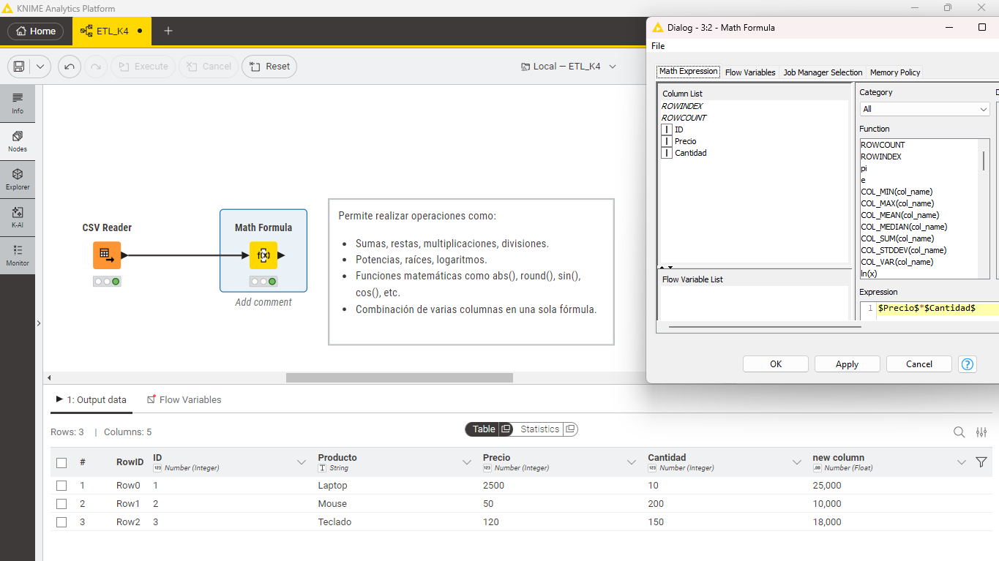 KNIME Analytics Platform
Home
ETL_K4
Execute
Cancel
Reset
Local — ETL_K4
Info
Nodes
Explorer
K-AI
Monitor
CSV Reader
Math Formula
f(x)
Add comment
Permite realizar operaciones como:
• Sumas, restas, multiplicaciones, divisiones.
• Potencias, raíces, logaritmos.
• Funciones matemáticas como abs(), round(), sin(),
cos(), etc.
• Combinación de varias columnas en una sola fórmula.
Dialog - 3:2 - Math Formula
File
Math Expression Flow Variables Job Manager Selection Memory Policy
Column List
ROWINDEX
ROWCOUNT
I ID
I Precio
I Cantidad
Flow Variable List
Category
D
All
Function
ROWCOUNT
ROWINDEX
pi
e
COL_MIN(col_name)
COL_MAX(col_name)
COL_MEAN(col_name)
COL_MEDIAN(col_name)
COL_SUM(col_name)
COL_STDDEV(col_name)
COL_VAR(col_name)
ln(x)
Expression
1 $Precio$*$Cantidad$
OK Apply Cancel ?
1: Output data Flow Variables
Rows: 3 | Columns: 5
Table Statistics
# RowID ID Producto Precio Cantidad new column
Number (Integer) T String Number (Integer) Number (Integer) Number (Float)
1 Row0 1 Laptop 2500 10 25,000
2 Row1 2 Mouse 50 200 10,000
3 Row2 3 Teclado 120 150 18,000